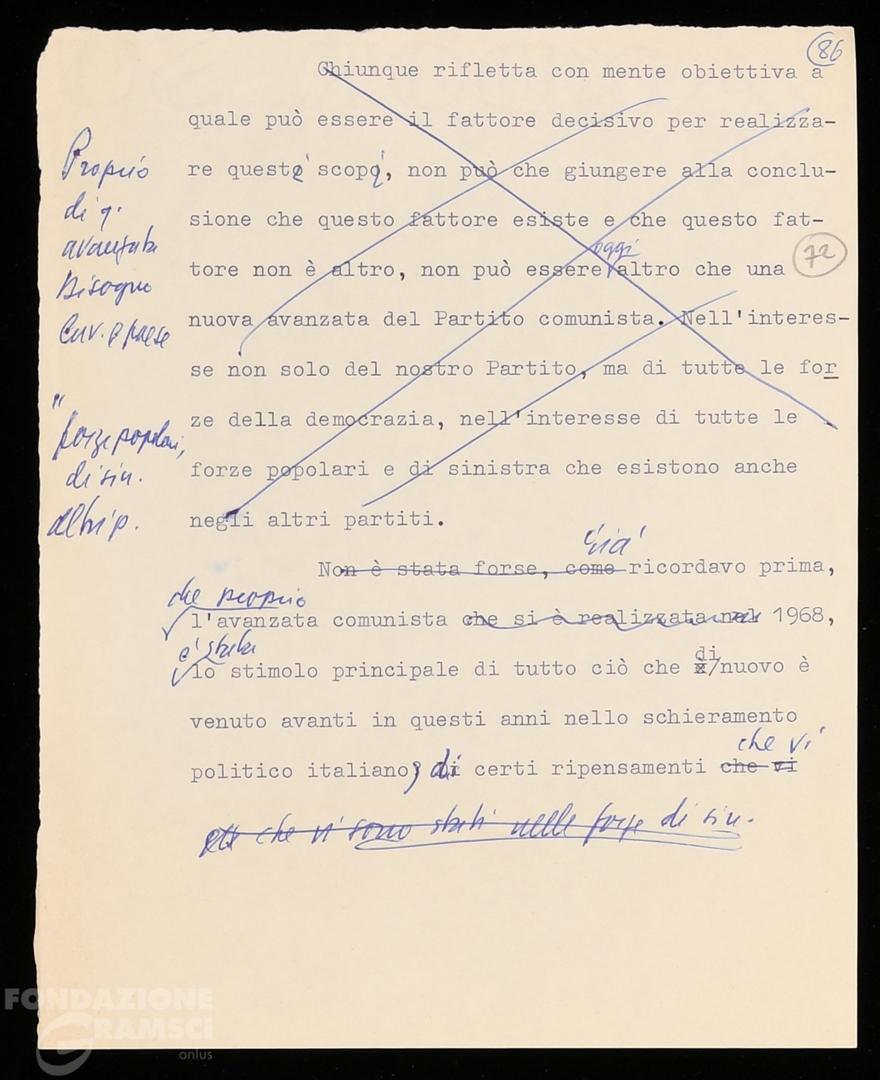 86
Chiunque rifletta con mente obiettiva a
quale può essere il fattore decisivo per realizza-
re questi scopi, non può che giungere alla conclu-
sione che questo fattore esiste e che questo fat-
oggi
tore non è altro, non può essere altro che una
72
nuova avanzata del Partito comunista. Nell'interes-
se non solo del nostro Partito, ma di tutte le for
ze della democrazia, nell'interesse di tutte le
forze popolari e di sinistra che esistono anche
negli altri partiti.
Proprio
di q.
avanzata
bisogno
e paese
"
forze popolari,
di sin.
altri p.
già
Non è stata forse, come ricordavo prima,
che proprio
l'avanzata comunista che si è realizzata nel 1968,
è stata
di
lo stimolo principale di tutto ciò che x/nuovo è
venuto avanti in questi anni nello schieramento
che vi
politico italiano; di certi ripensamenti che vi
che vi sono stati nelle forze di sin.
FONDAZIONE
GRAMSCI
onlus